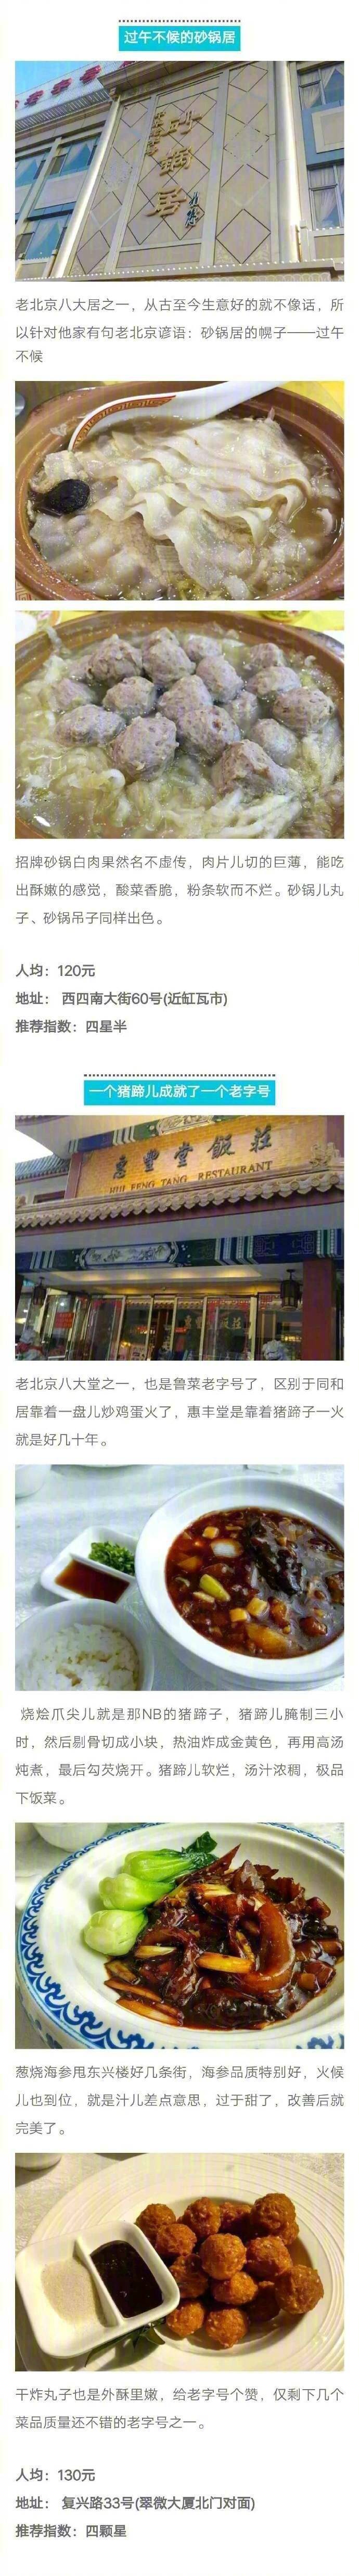 过午不候的砂锅居
砂
锅
居
老北京八大居之一，从古至今生意好的就不像话，所
以针对他家有句老北京谚语：砂锅居的幌子——过午
不候
招牌砂锅白肉果然名不虚传，肉片儿切的巨薄，能吃
出酥嫩的感觉，酸菜香脆，粉条软而不烂。砂锅儿丸
子、砂锅吊子同样出色。
人均：120元
地址： 西四南大街60号(近缸瓦市)
推荐指数：四星半
一个猪蹄儿成就了一个老字号
惠豐堂飯莊
HUI FENG TANG RESTAURANT
老北京八大堂之一，也是鲁菜老字号了，区别于同和
居靠着一盘儿炒鸡蛋火了，惠丰堂是靠着猪蹄子一火
就是好几十年。
烧烩爪尖儿就是那NB的猪蹄子，猪蹄儿腌制三小
时，然后剔骨切成小块，热油炸成金黄色，再用高汤
炖煮，最后勾芡烧开。猪蹄儿软烂，汤汁浓稠，极品
下饭菜。
葱烧海参甩东兴楼好几条街，海参品质特别好，火候
儿也到位，就是汁儿差点意思，过于甜了，改善后就
完美了。
干炸丸子也是外酥里嫩，给老字号个赞，仅剩下几个
菜品质量还不错的老字号之一。
人均：130元
地址： 复兴路33号(翠微大厦北门对面)
推荐指数：四颗星